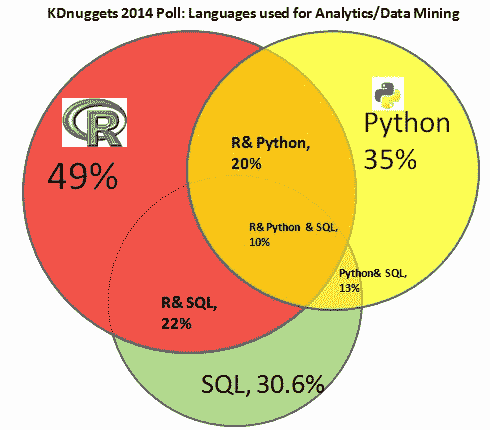 KDnuggets 2014 Poll: Languages used for Analytics/Data Mining
R
49%
R& Python,
20%
Python
35%
R& Python & SQL,
10%
Python& SQL,
13%
R& SQL,
22%
SQL, 30.6%